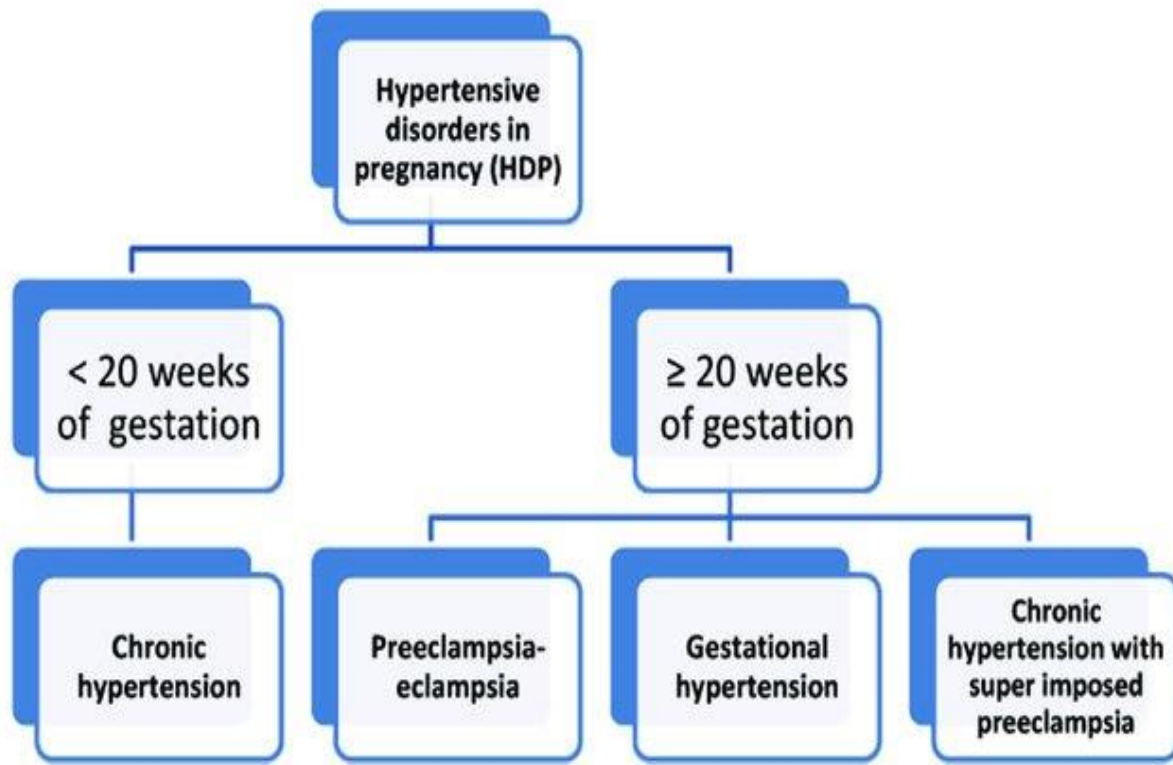 Hypertensive
disorders in
pregnancy (HDP)
< 20 weeks
of gestation
≥ 20 weeks
of gestation
Chronic
hypertension
Preeclampsia-
eclampsia
Gestational
hypertension
Chronic
hypertension with
super imposed
preeclampsia